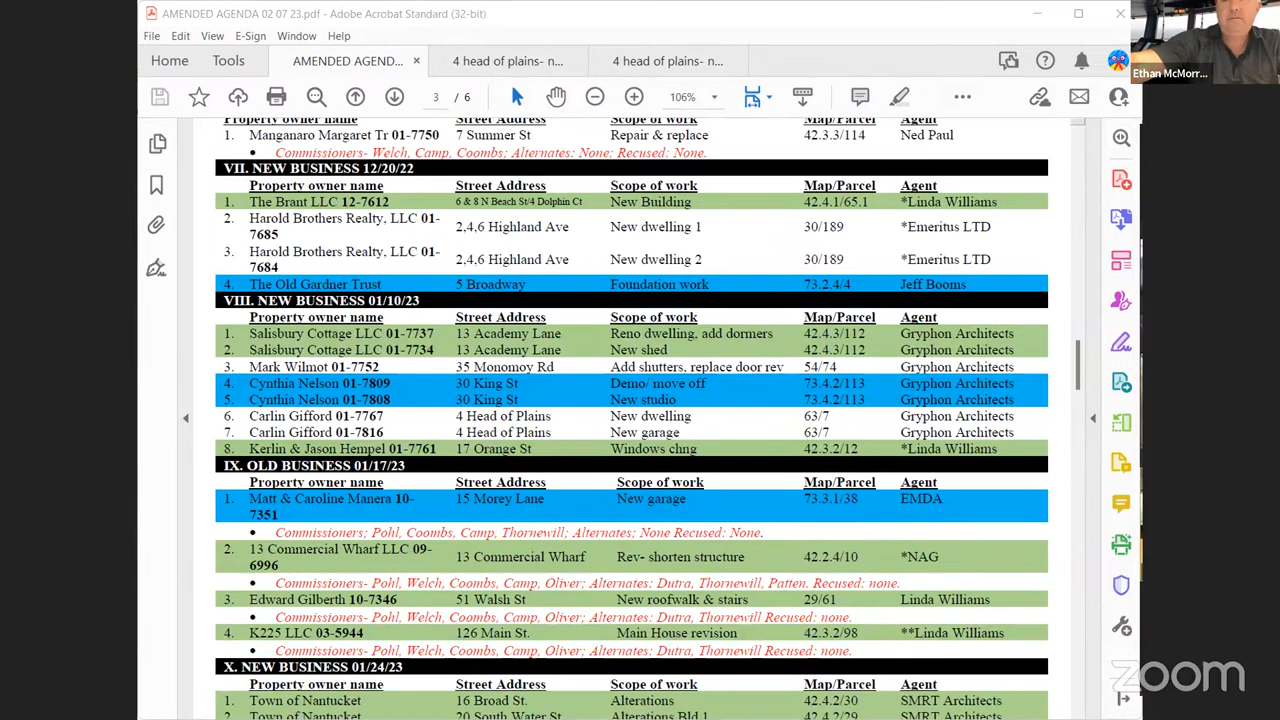 AMENDED AGENDA 02 07 23.pdf - Adobe Acrobat Standard (32-bit)
File Edit View E-Sign Window Help
Home Tools AMENDED AGEND... × 4 head of plains- n... 4 head of plains- n...
3 / 6 106%
Ethan McMorr...
Property owner name Street Address Scope of work Map/Parcel Agent
1. Manganaro Margaret Tr 01-7750 7 Summer St Repair & replace 42.3.3/114 Ned Paul
• Commissioners- Welch, Camp, Coombs; Alternates: None; Recused: None.
VII. NEW BUSINESS 12/20/22
Property owner name Street Address Scope of work Map/Parcel Agent
1. The Brant LLC 12-7612 6 & 8 N Beach St/4 Dolphin Ct New Building 42.4.1/65.1 *Linda Williams
2. Harold Brothers Realty, LLC 01-7685 2,4,6 Highland Ave New dwelling 1 30/189 *Emeritus LTD
3. Harold Brothers Realty, LLC 01-7684 2,4,6 Highland Ave New dwelling 2 30/189 *Emeritus LTD
4. The Old Gardner Trust 5 Broadway Foundation work 73.2.4/4 Jeff Booms
VIII. NEW BUSINESS 01/10/23
Property owner name Street Address Scope of work Map/Parcel Agent
1. Salisbury Cottage LLC 01-7737 13 Academy Lane Reno dwelling, add dormers 42.4.3/112 Gryphon Architects
2. Salisbury Cottage LLC 01-7734 13 Academy Lane New shed 42.4.3/112 Gryphon Architects
3. Mark Wilmot 01-7752 35 Monomoy Rd Add shutters, replace door rev 54/74 Gryphon Architects
4. Cynthia Nelson 01-7809 30 King St Demo/ move off 73.4.2/113 Gryphon Architects
5. Cynthia Nelson 01-7808 30 King St New studio 73.4.2/113 Gryphon Architects
6. Carlin Gifford 01-7767 4 Head of Plains New dwelling 63/7 Gryphon Architects
7. Carlin Gifford 01-7816 4 Head of Plains New garage 63/7 Gryphon Architects
8. Kerlin & Jason Hempel 01-7761 17 Orange St Windows chng 42.3.2/12 *Linda Williams
IX. OLD BUSINESS 01/17/23
Property owner name Street Address Scope of work Map/Parcel Agent
1. Matt & Caroline Manera 10-7351 15 Morey Lane New garage 73.3.1/38 EMDA
• Commissioners; Pohl, Coombs, Camp, Thornewill; Alternates; None Recused: None.
2. 13 Commercial Wharf LLC 09-6996 13 Commercial Wharf Rev- shorten structure 42.2.4/10 *NAG
• Commissioners- Pohl, Welch, Coombs, Camp, Oliver; Alternates: Dutra, Thornewill, Patten. Recused: none.
3. Edward Gilberth 10-7346 51 Walsh St New roofwalk & stairs 29/61 Linda Williams
• Commissioners- Pohl, Welch, Coombs, Camp, Oliver; Alternates: Dutra, Thornewill Recused: none.
4. K225 LLC 03-5944 126 Main St. Main House revision 42.3.2/98 **Linda Williams
• Commissioners- Pohl, Welch, Coombs, Camp, Oliver; Alternates: Dutra, Thornewill Recused: none.
X. NEW BUSINESS 01/24/23
Property owner name Street Address Scope of work Map/Parcel Agent
1. Town of Nantucket 16 Broad St. Alterations 42.4.2/30 SMRT Architects
2. Town of Nantucket 20 South Water St Alterations Bld 1 42.4.2/29 SMRT Architects
zoom